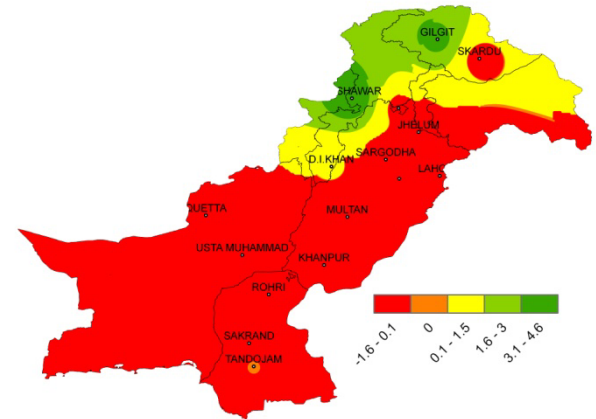 GILGIT
SKARDU
SHAWAR
JHELUM
SARGODHA
D.I.KHAN
LAHO
QUETTA
MULTAN
USTA MUHAMMAD
KHANPUR
ROHRI
SAKRAND
TANDOJAM
-1.6 - 0.1
0
0.1 - 1.5
1.6 - 3
3.1 - 4.6